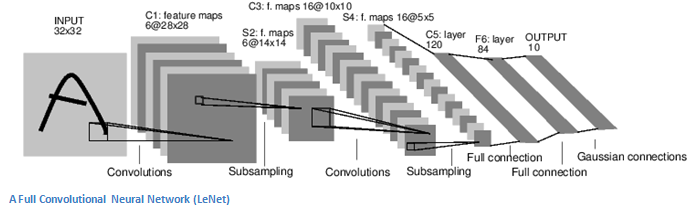 INPUT
32x32
C1: feature maps
6@28x28
S2: f. maps
6@14x14
C3: f. maps 16@10x10
S4: f. maps 16@5x5
C5: layer
120
F6: layer
84
OUTPUT
10
Convolutions
Subsampling
Convolutions
Subsampling
Full connection
Full connection
Gaussian connections
A Full Convolutional Neural Network (LeNet)